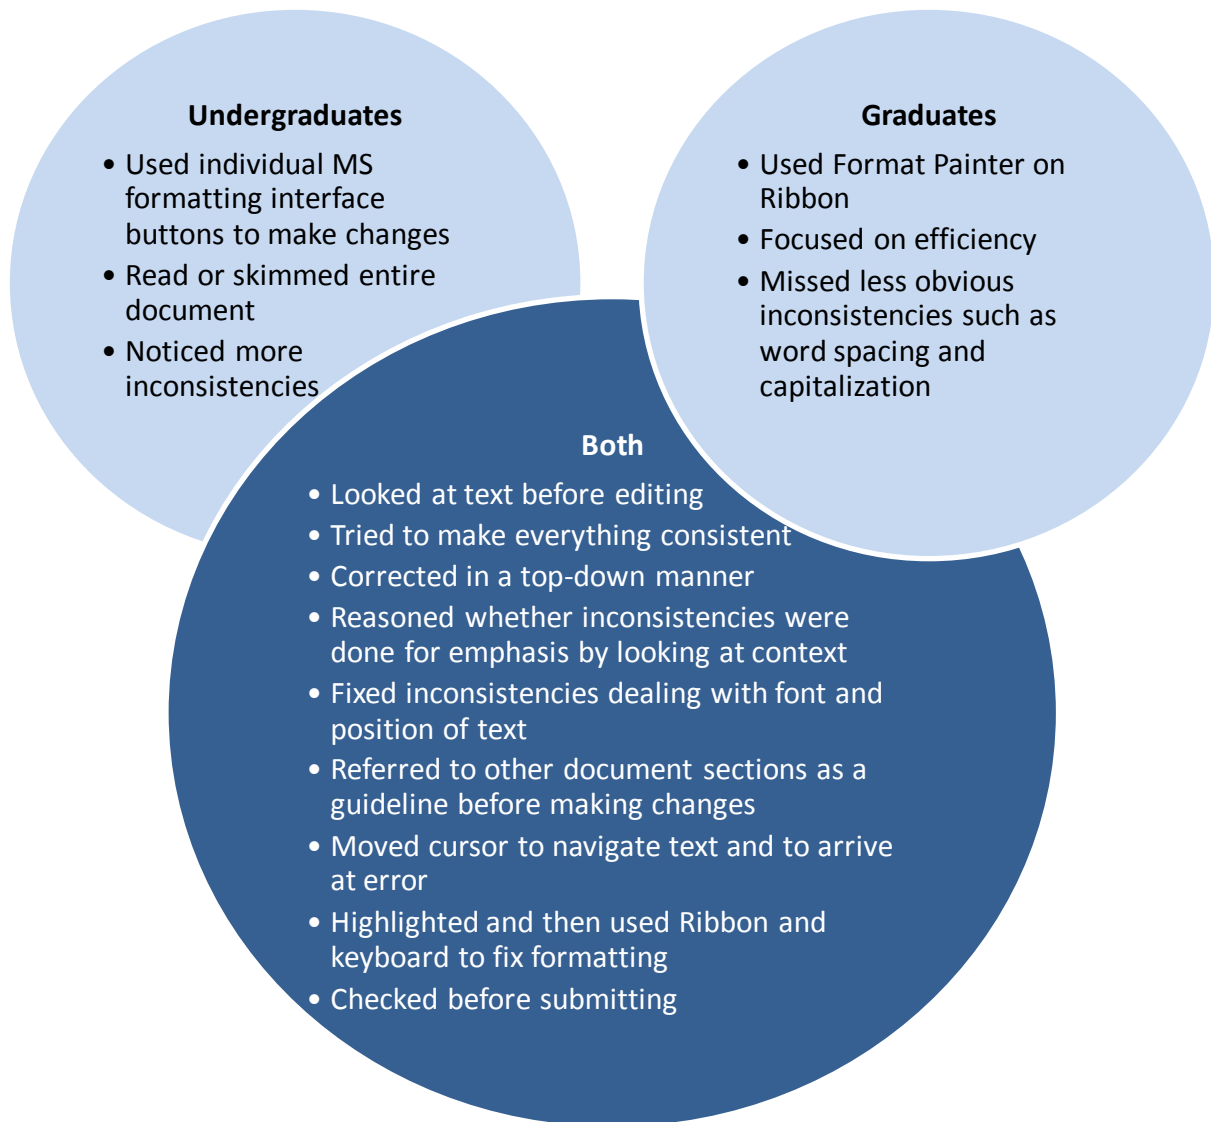 Undergraduates
• Used individual MS
formatting interface
buttons to make changes
• Read or skimmed entire
document
• Noticed more
inconsistencies
Graduates
• Used Format Painter on
Ribbon
• Focused on efficiency
• Missed less obvious
inconsistencies such as
word spacing and
capitalization
Both
• Looked at text before editing
• Tried to make everything consistent
• Corrected in a top-down manner
• Reasoned whether inconsistencies were
done for emphasis by looking at context
• Fixed inconsistencies dealing with font and
position of text
• Referred to other document sections as a
guideline before making changes
• Moved cursor to navigate text and to arrive
at error
• Highlighted and then used Ribbon and
keyboard to fix formatting
• Checked before submitting